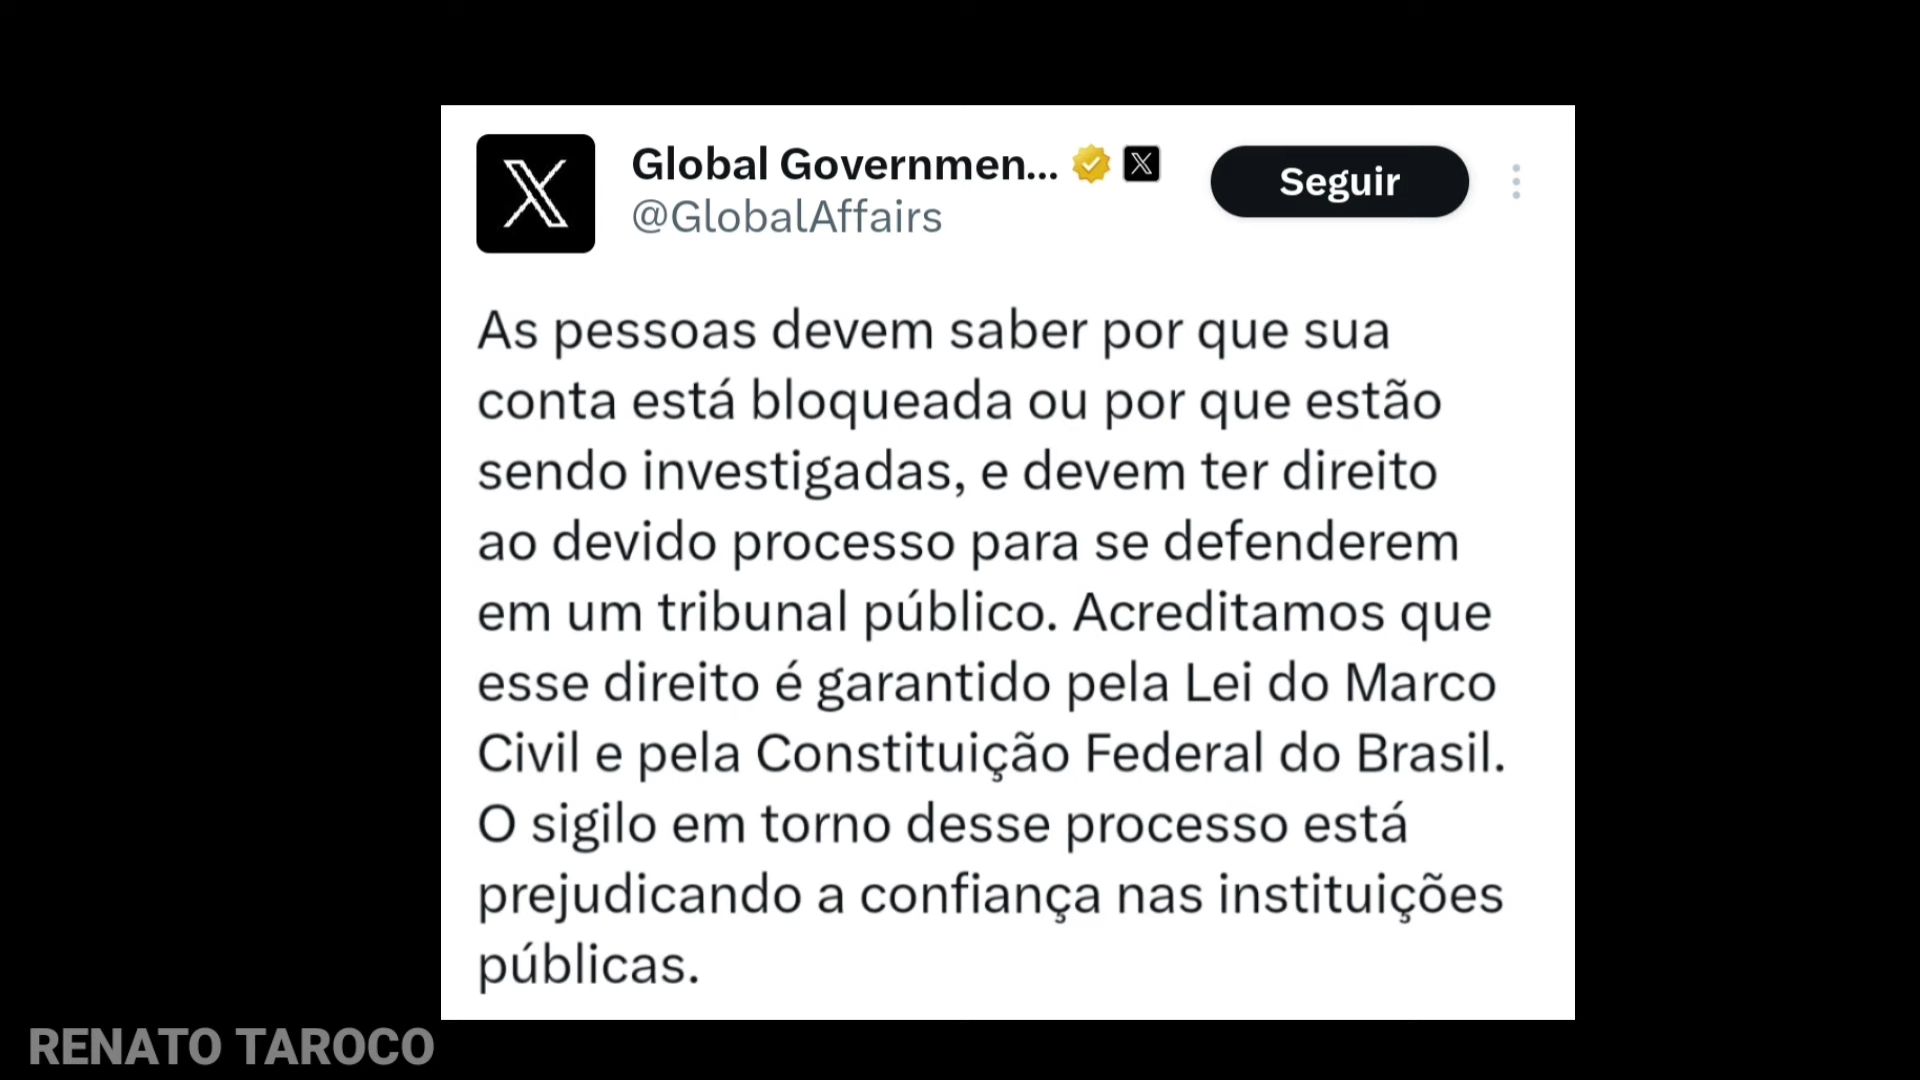 Global Governmen...
@GlobalAffairs
Seguir
As pessoas devem saber por que sua
conta está bloqueada ou por que estão
sendo investigadas, e devem ter direito
ao devido processo para se defenderem
em um tribunal público. Acreditamos que
esse direito é garantido pela Lei do Marco
Civil e pela Constituição Federal do Brasil.
O sigilo em torno desse processo está
prejudicando a confiança nas instituições
públicas.
RENATO TAROCO